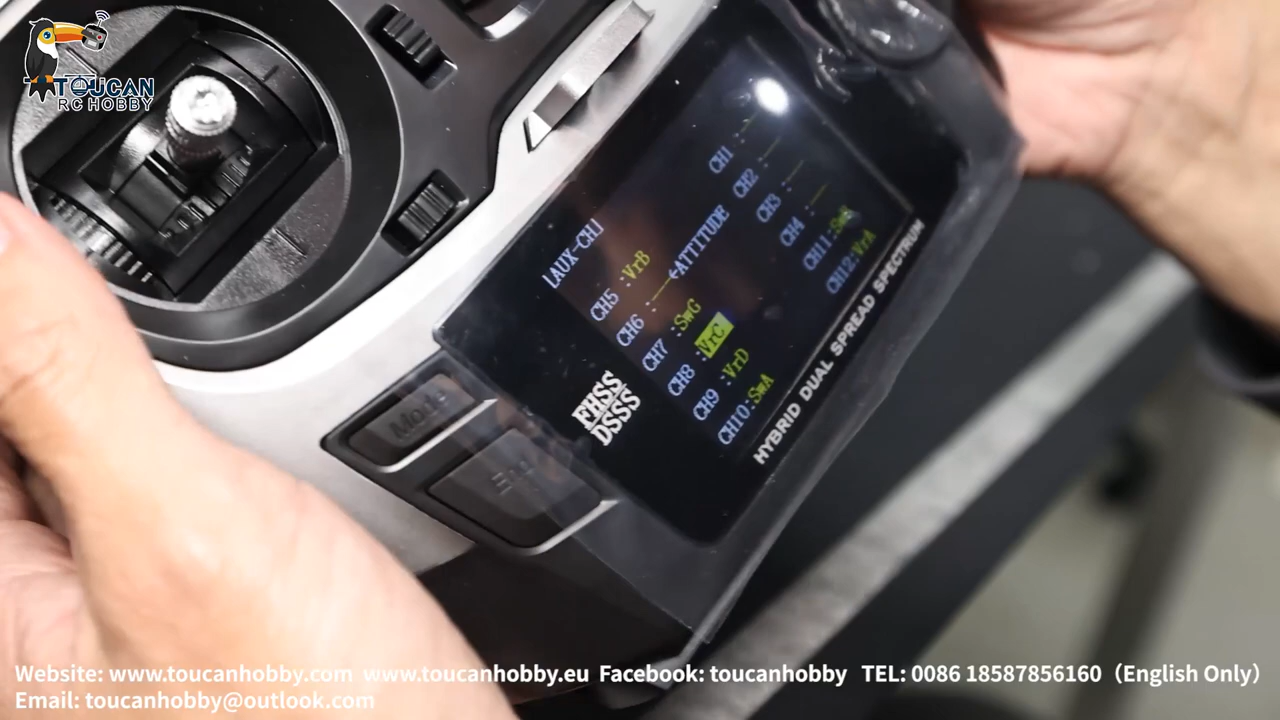 TOUCAN
RC HOBBY
[AUX-CH]
CH5 :VrB
CH6 :---
←ATTITUDE
CH7 :SwG
CH8 :VrC
CH9 :VrD
CH10:SwA
CH1 :---
CH2 :---
CH3 :---
CH4 :---
CH11:
CH12:VrA
FHSS
DSSS
HYBRID DUAL SPREAD SPECTRUM
Mode
End
Website: www.toucanhobby.com www.toucanhobby.eu Facebook: toucanhobby TEL: 0086 18587856160（English Only）
Email: toucanhobby@outlook.com